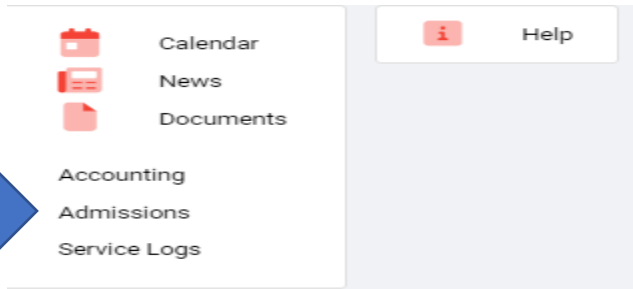 Calendar
News
Documents
Accounting
Admissions
Service Logs
Help